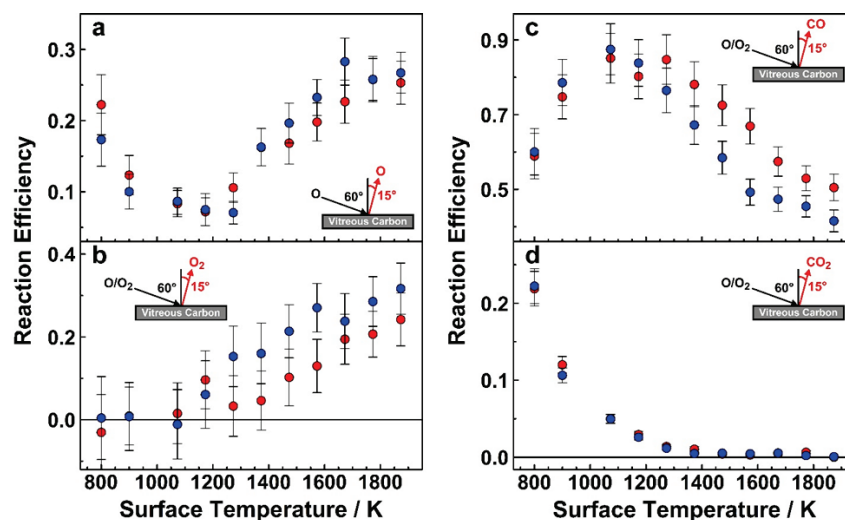 a
0.3
0.2
0.1
Reaction Efficiency
O
O
60°
15°
Vitreous Carbon
b
0.4
0.2
0.0
O₂
O/O₂
60°
15°
Vitreous Carbon
800 1000 1200 1400 1600 1800
Surface Temperature / K
c
0.9
0.7
0.5
Reaction Efficiency
CO
O/O₂
60°
15°
Vitreous Carbon
d
0.2
0.1
0.0
CO₂
O/O₂
60°
15°
Vitreous Carbon
800 1000 1200 1400 1600 1800
Surface Temperature / K